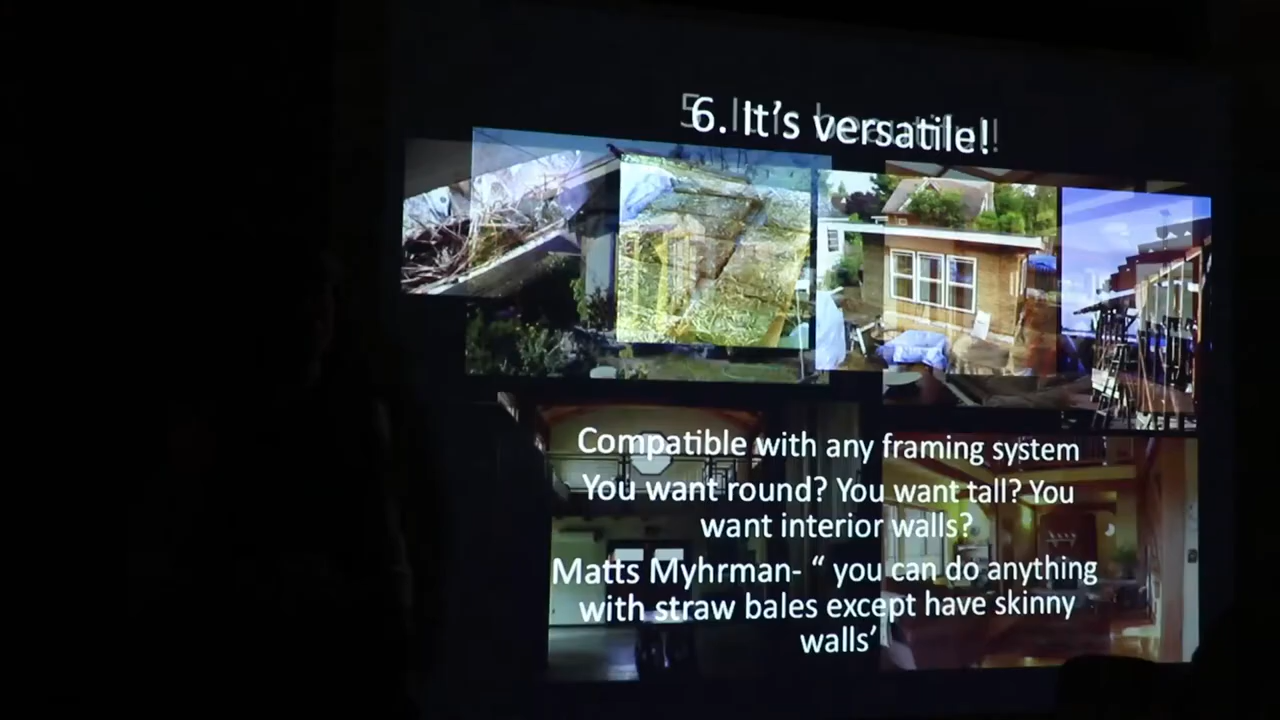 6. It's versatile!
Compatible with any framing system
You want round? You want tall? You
want interior walls?
Matts Myhrman- “ you can do anything
with straw bales except have skinny
walls’